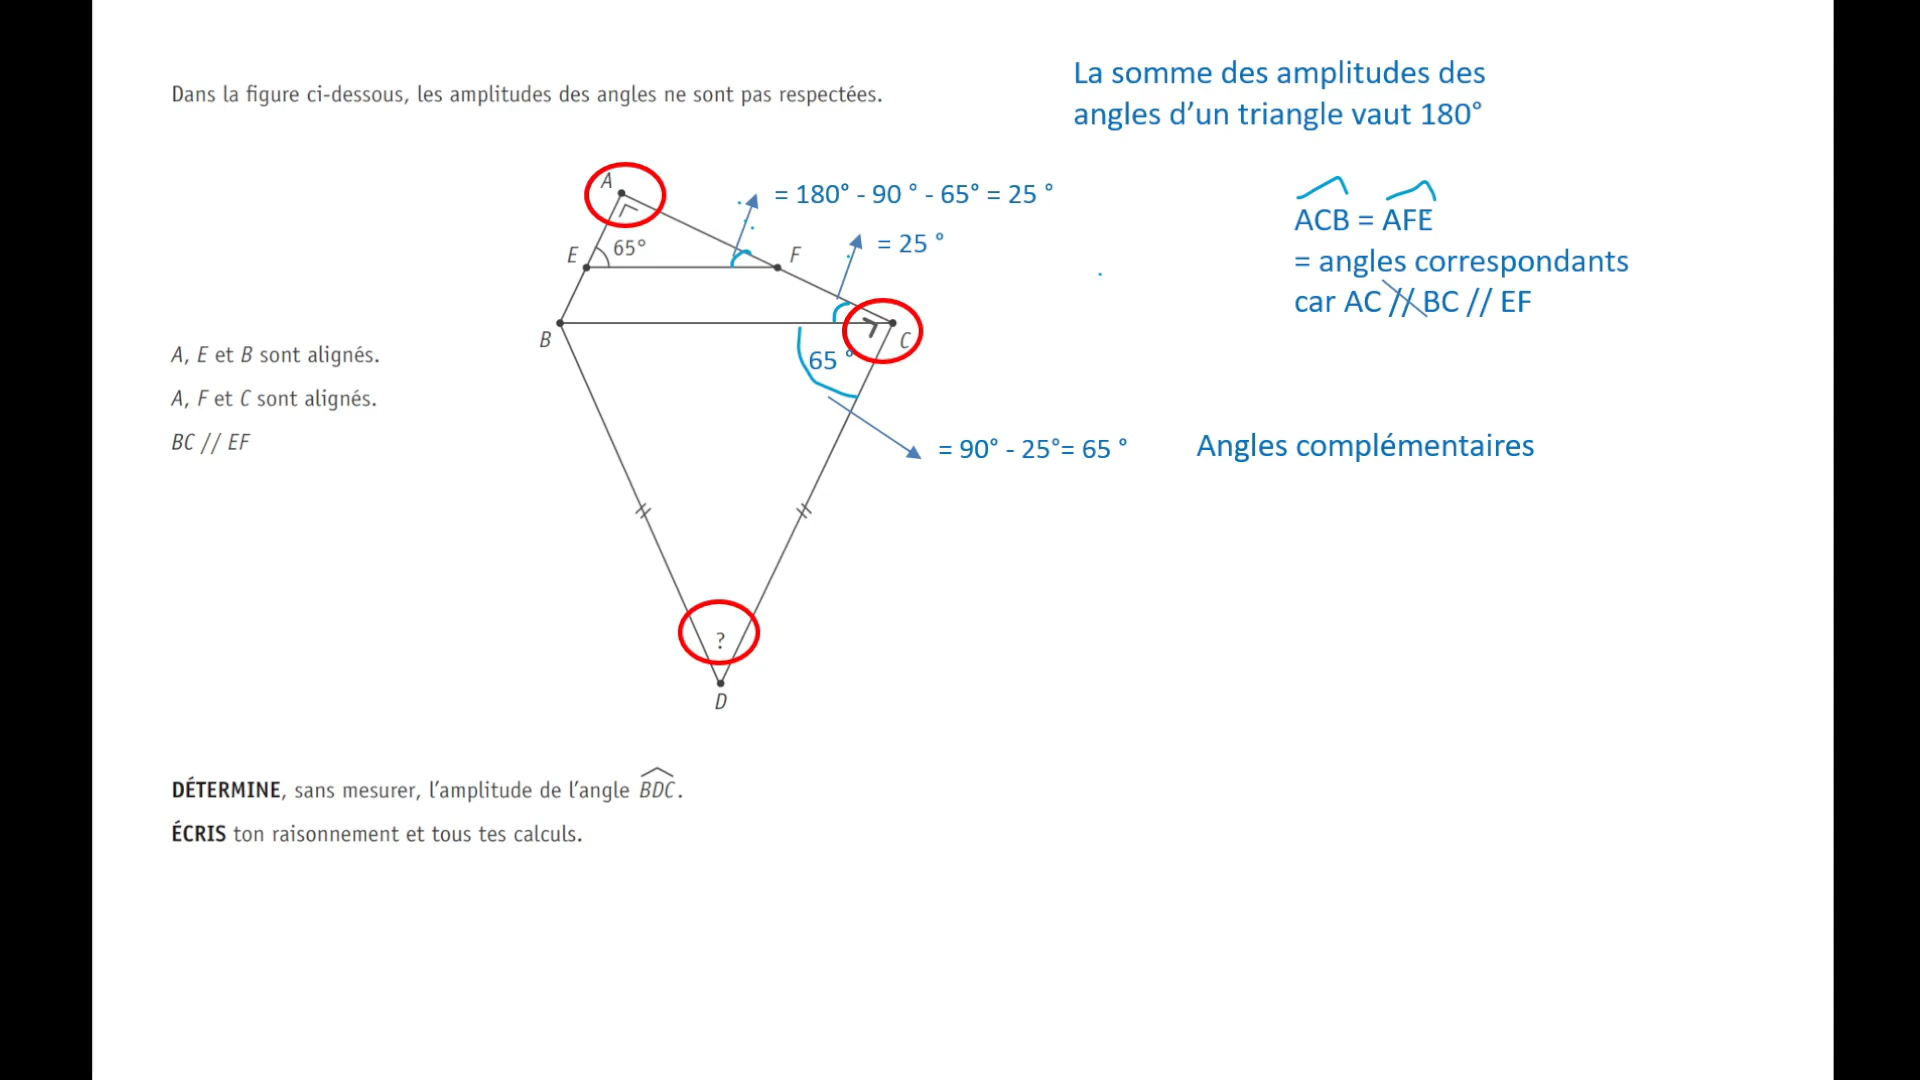 La somme des amplitudes des
angles d’un triangle vaut 180°
Dans la figure ci-dessous, les amplitudes des angles ne sont pas respectées.
A
= 180° - 90 ° - 65° = 25 °
ACB = AFE
E
65°
F
= 25 °
= angles correspondants
car AC // BC // EF
B
C
A, E et B sont alignés.
65 °
A, F et C sont alignés.
BC // EF
= 90° - 25°= 65 °
Angles complémentaires
?
D
DÉTERMINE, sans mesurer, l’amplitude de l’angle BDC.
ÉCRIS ton raisonnement et tous tes calculs.